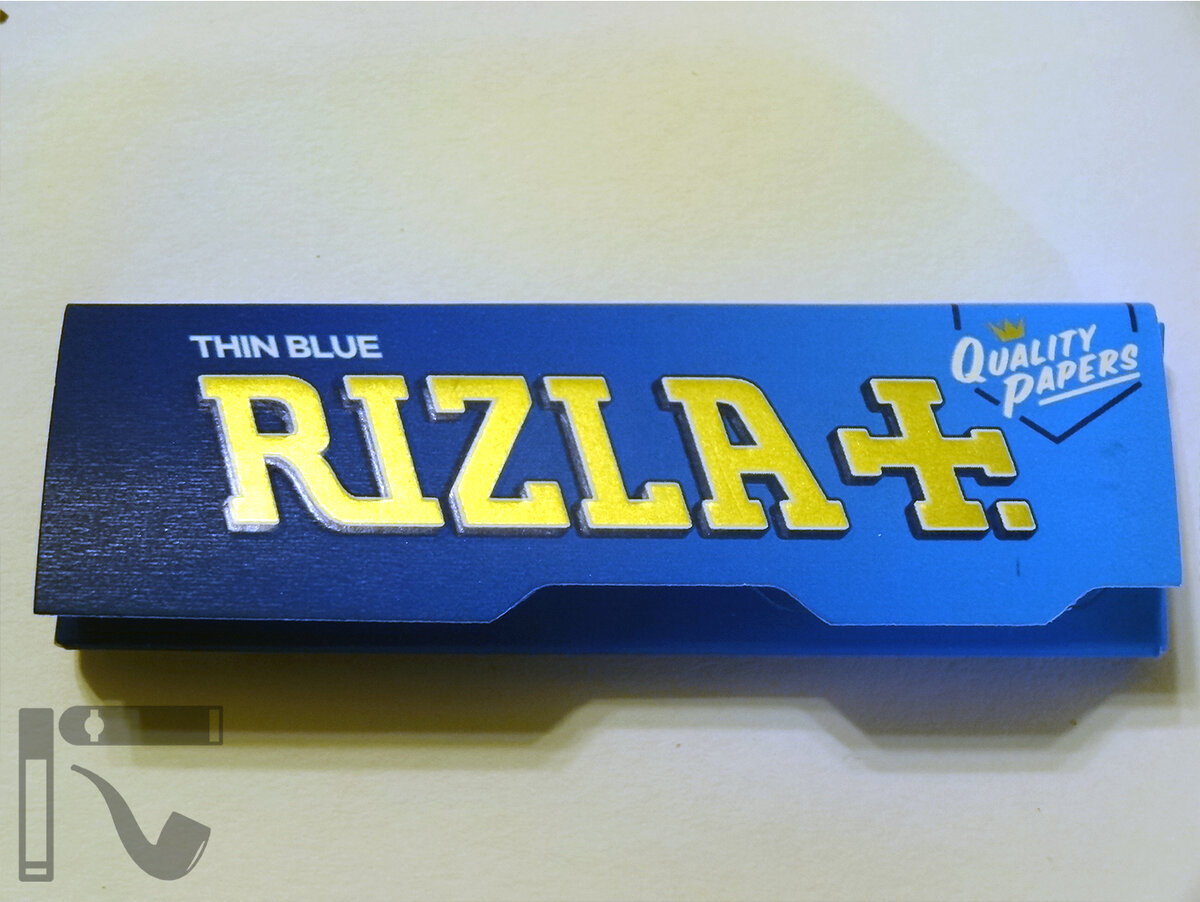 THIN BLUE
RIZLA+.
QUALITY
PAPERS